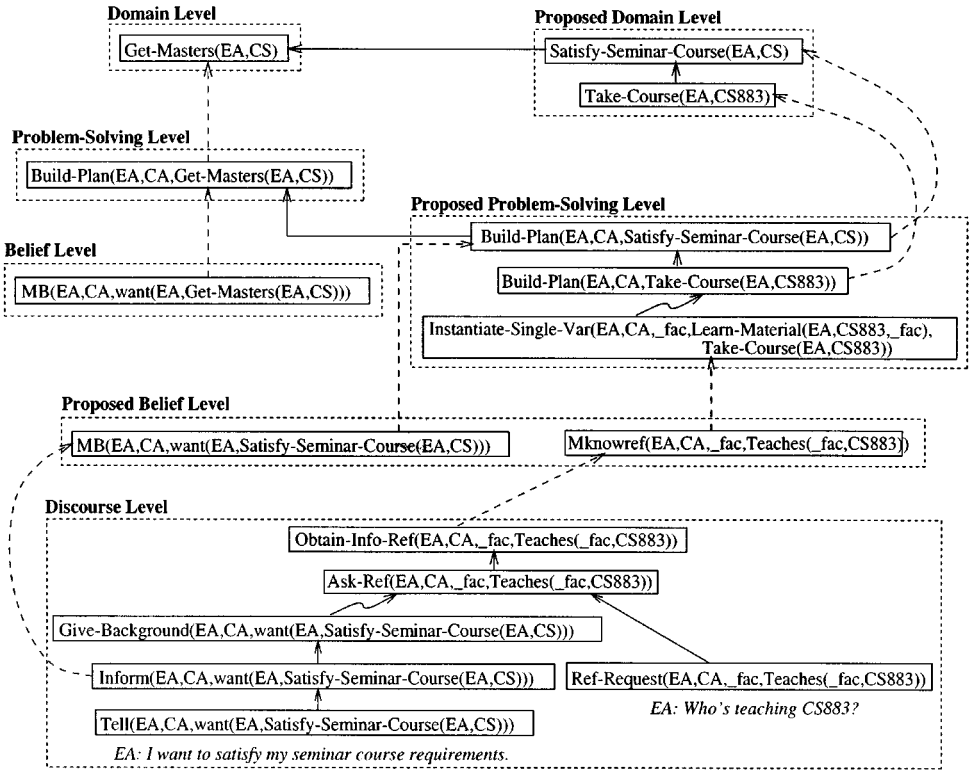 Domain Level
Proposed Domain Level
Get-Masters(EA,CS)
Satisfy-Seminar-Course(EA,CS)
Take-Course(EA,CS883)
Problem-Solving Level
Build-Plan(EA,CA,Get-Masters(EA,CS))
Proposed Problem-Solving Level
Build-Plan(EA,CA,Satisfy-Seminar-Course(EA,CS))
Belief Level
Build-Plan(EA,CA,Take-Course(EA,CS883))
MB(EA,CA,want(EA,Get-Masters(EA,CS)))
Instantiate-Single-Var(EA,CA,_fac,Learn-Material(EA,CS883,_fac),
Take-Course(EA,CS883))
Proposed Belief Level
MB(EA,CA,want(EA,Satisfy-Seminar-Course(EA,CS)))
Mknowref(EA,CA,_fac,Teaches(_fac,CS883))
Discourse Level
Obtain-Info-Ref(EA,CA,_fac,Teaches(_fac,CS883))
Ask-Ref(EA,CA,_fac,Teaches(_fac,CS883))
Give-Background(EA,CA,want(EA,Satisfy-Seminar-Course(EA,CS)))
Inform(EA,CA,want(EA,Satisfy-Seminar-Course(EA,CS)))
Ref-Request(EA,CA,_fac,Teaches(_fac,CS883))
EA: Who's teaching CS883?
Tell(EA,CA,want(EA,Satisfy-Seminar-Course(EA,CS)))
EA: I want to satisfy my seminar course requirements.